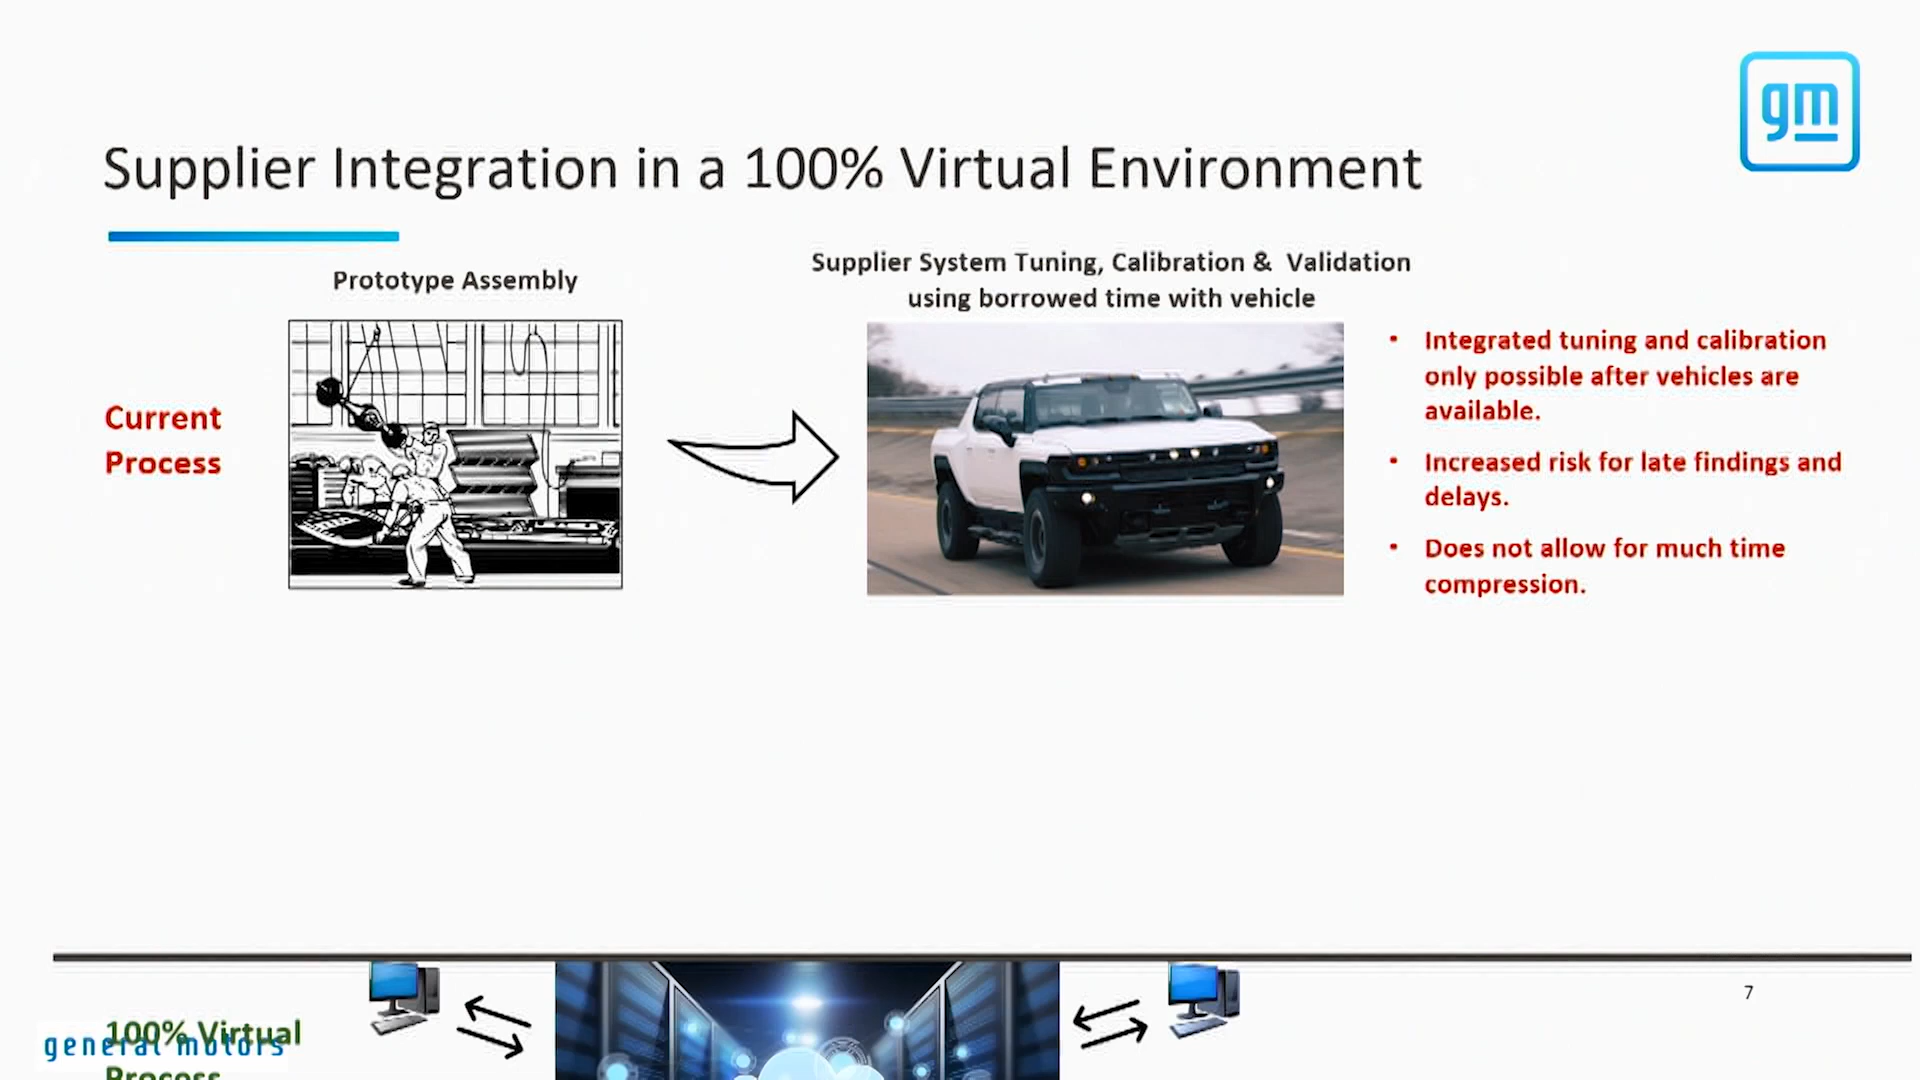 gm
Supplier Integration in a 100% Virtual Environment
Prototype Assembly
Supplier System Tuning, Calibration & Validation
using borrowed time with vehicle
Current
Process
• Integrated tuning and calibration
only possible after vehicles are
available.
• Increased risk for late findings and
delays.
• Does not allow for much time
compression.
7
100% Virtual
general motors
Process